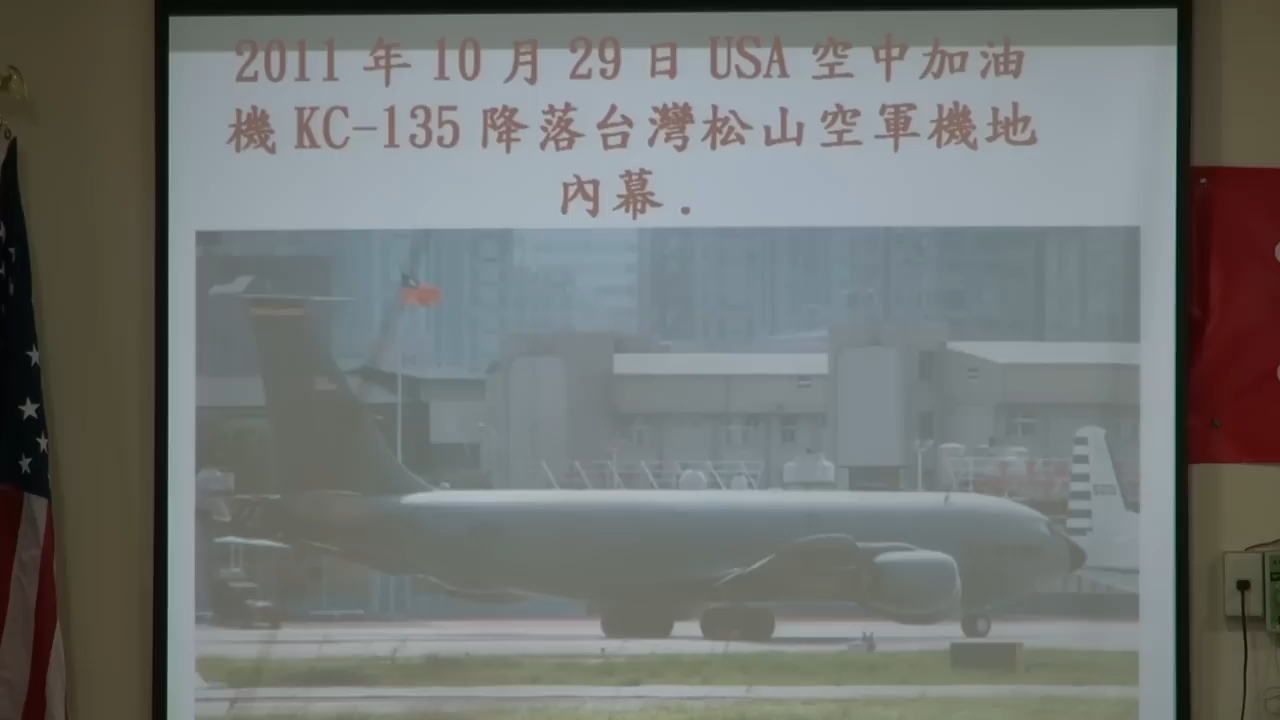 2011 年 10 月 29 日 USA 空中加油
機 KC-135 降落台灣松山空軍機地
內幕 .